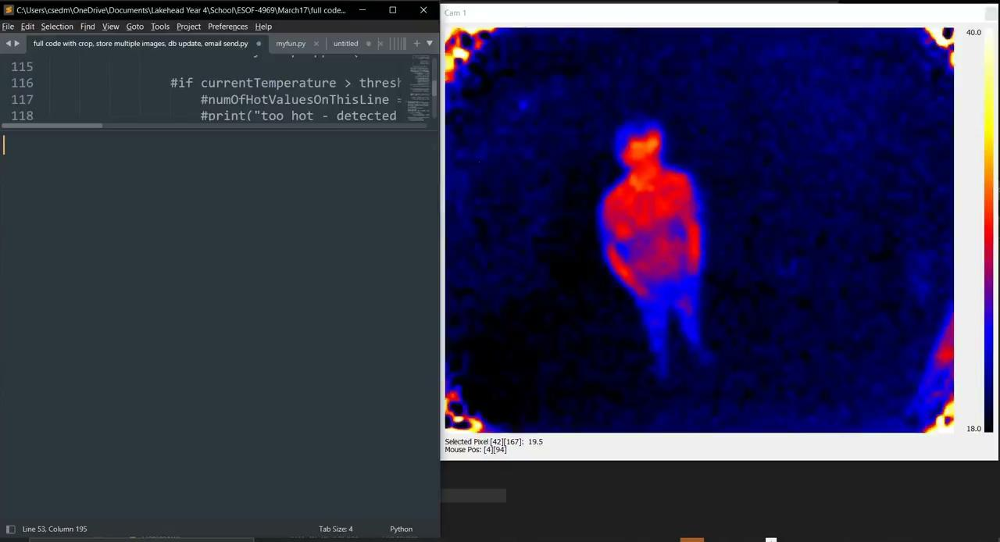 C:\Users\csedm\OneDrive\Documents\Lakehead Year 4\School\ESOF-4969\March17\full code...
File Edit Selection Find View Goto Tools Project Preferences Help
full code with crop, store multiple images, db update, email send.py
myfun.py
untitled
115
116 #if currentTemperature > thresh
117 #numOfHotValuesOnThisLine =
118 #print("too hot - detected
Line 53, Column 195
Tab Size: 4
Python
Cam 1
40.0
18.0
Selected Pixel [42][167]: 19.5
Mouse Pos: [4][94]